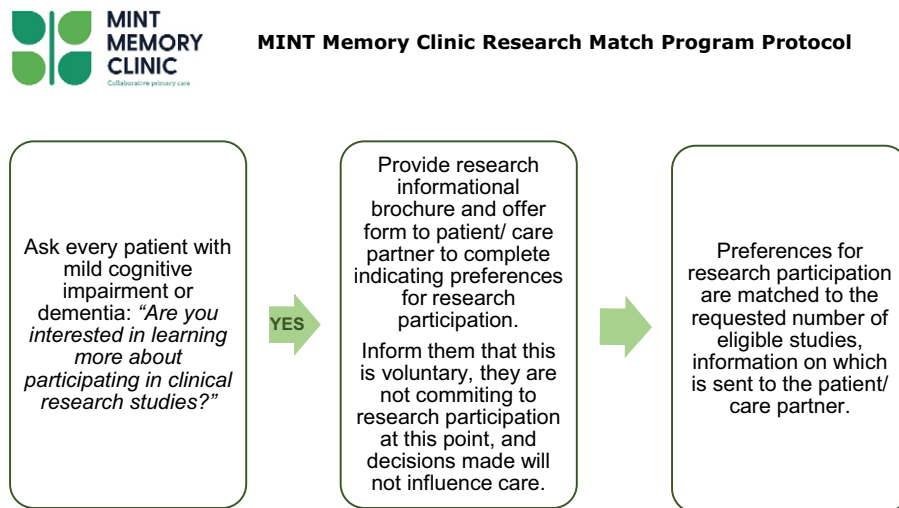 MINT
MEMORY
CLINIC
Collaborative primary care
MINT Memory Clinic Research Match Program Protocol
Ask every patient with
mild cognitive
impairment or
dementia: “Are you
interested in learning
more about
participating in clinical
research studies?”
YES
Provide research
informational
brochure and offer
form to patient/ care
partner to complete
indicating preferences
for research
participation.
Inform them that this
is voluntary, they are
not commiting to
research participation
at this point, and
decisions made will
not influence care.
Preferences for
research participation
are matched to the
requested number of
eligible studies,
information on which
is sent to the patient/
care partner.